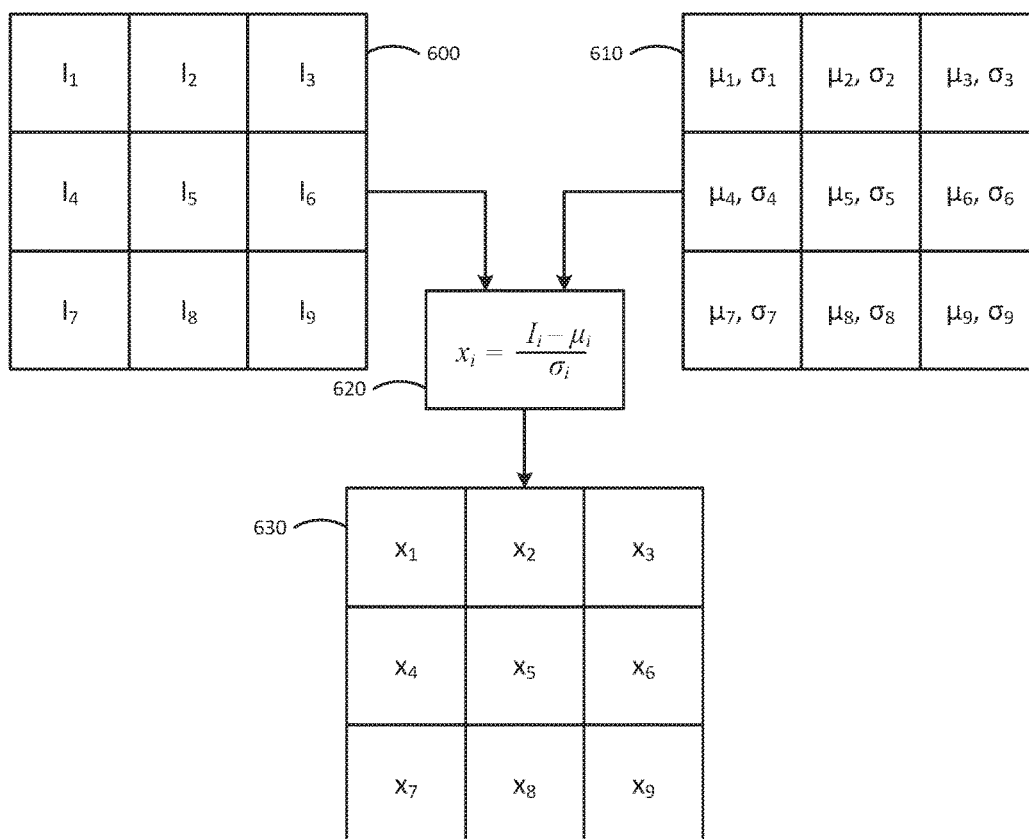 I₁ I₂ I₃ 600 610 μ₁, σ₁ μ₂, σ₂ μ₃, σ₃
I₄ I₅ I₆ μ₄, σ₄ μ₅, σ₅ μ₆, σ₆
I₇ I₈ I₉ μ₇, σ₇ μ₈, σ₈ μ₉, σ₉
xᵢ = (Iᵢ − μᵢ) / σᵢ
620
630
x₁ x₂ x₃
x₄ x₅ x₆
x₇ x₈ x₉